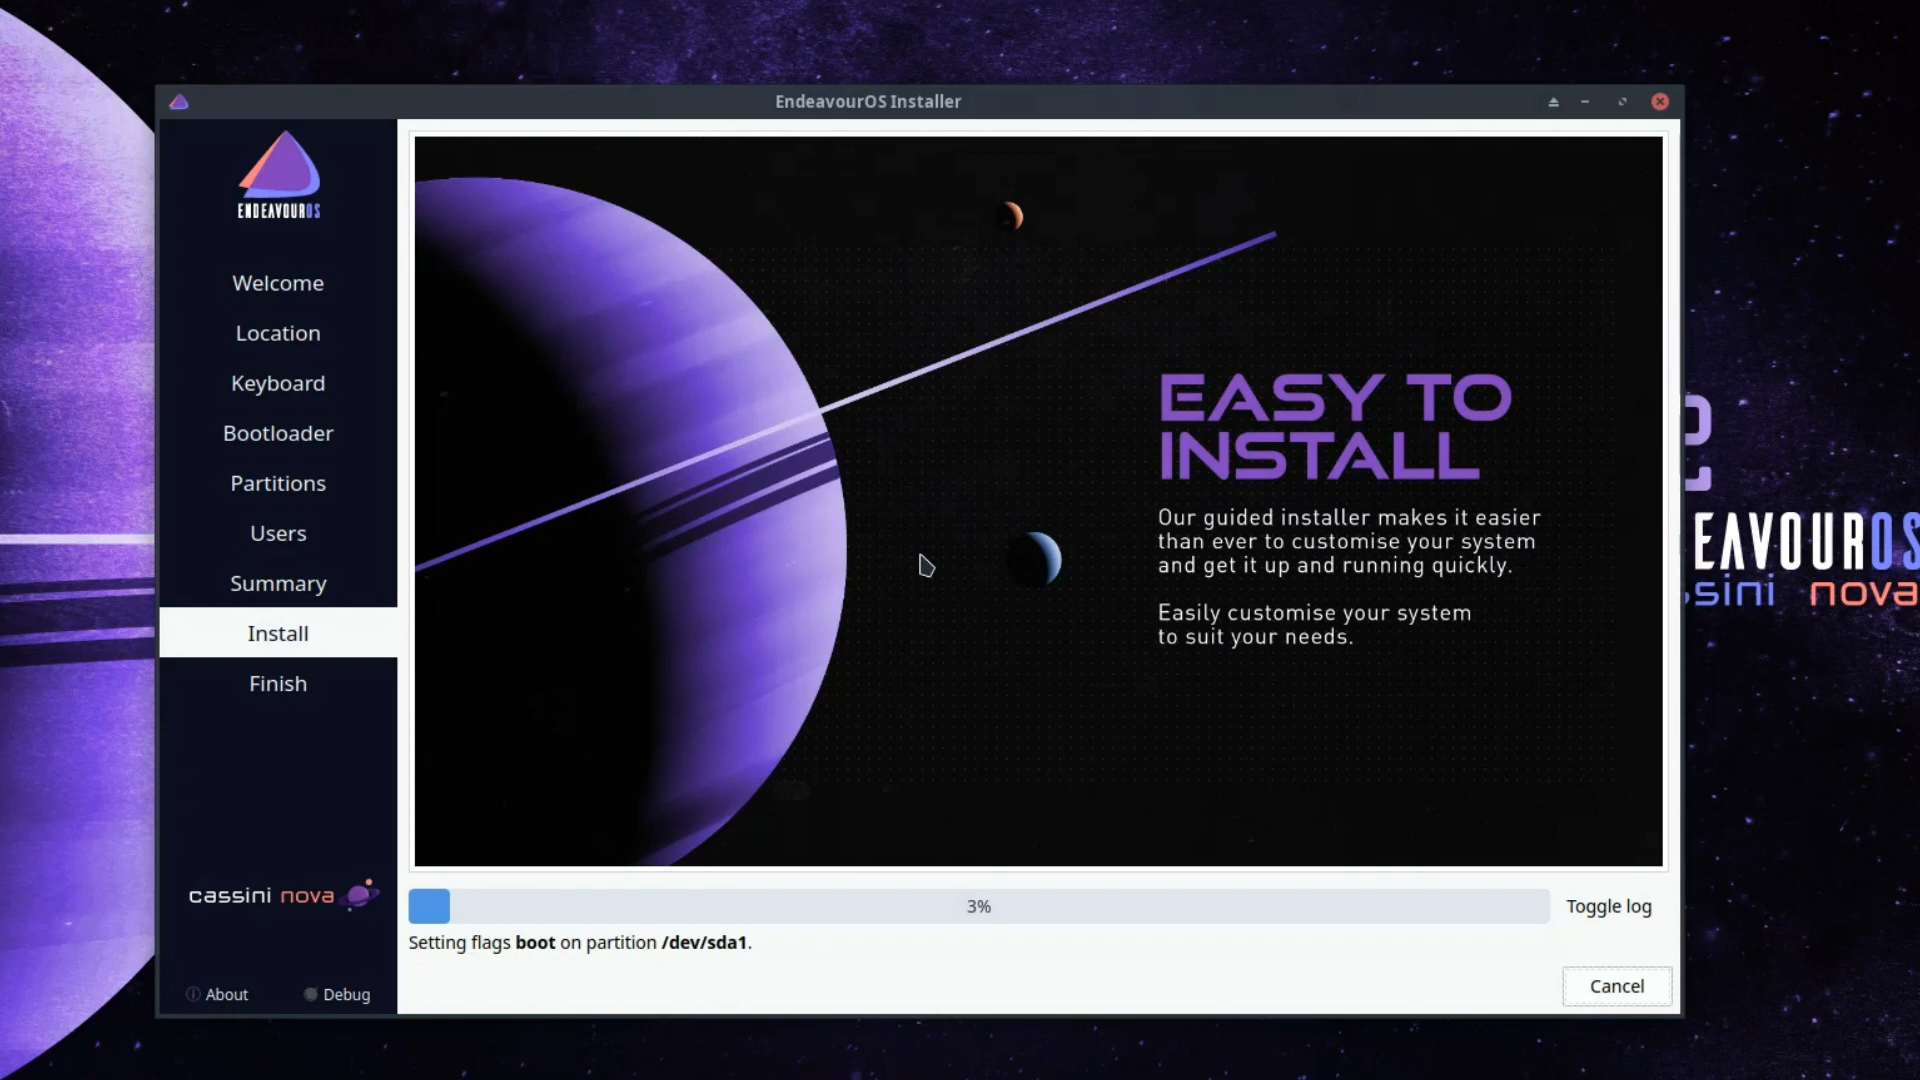 EndeavourOS Installer
ENDEAVOUROS
Welcome
Location
Keyboard
Bootloader
Partitions
Users
Summary
Install
Finish
cassini nova
About
Debug
EASY TO
INSTALL
Our guided installer makes it easier
than ever to customise your system
and get it up and running quickly.
Easily customise your system
to suit your needs.
3%
Toggle log
Setting flags boot on partition /dev/sda1.
Cancel
EAVOUROS
ssini nova